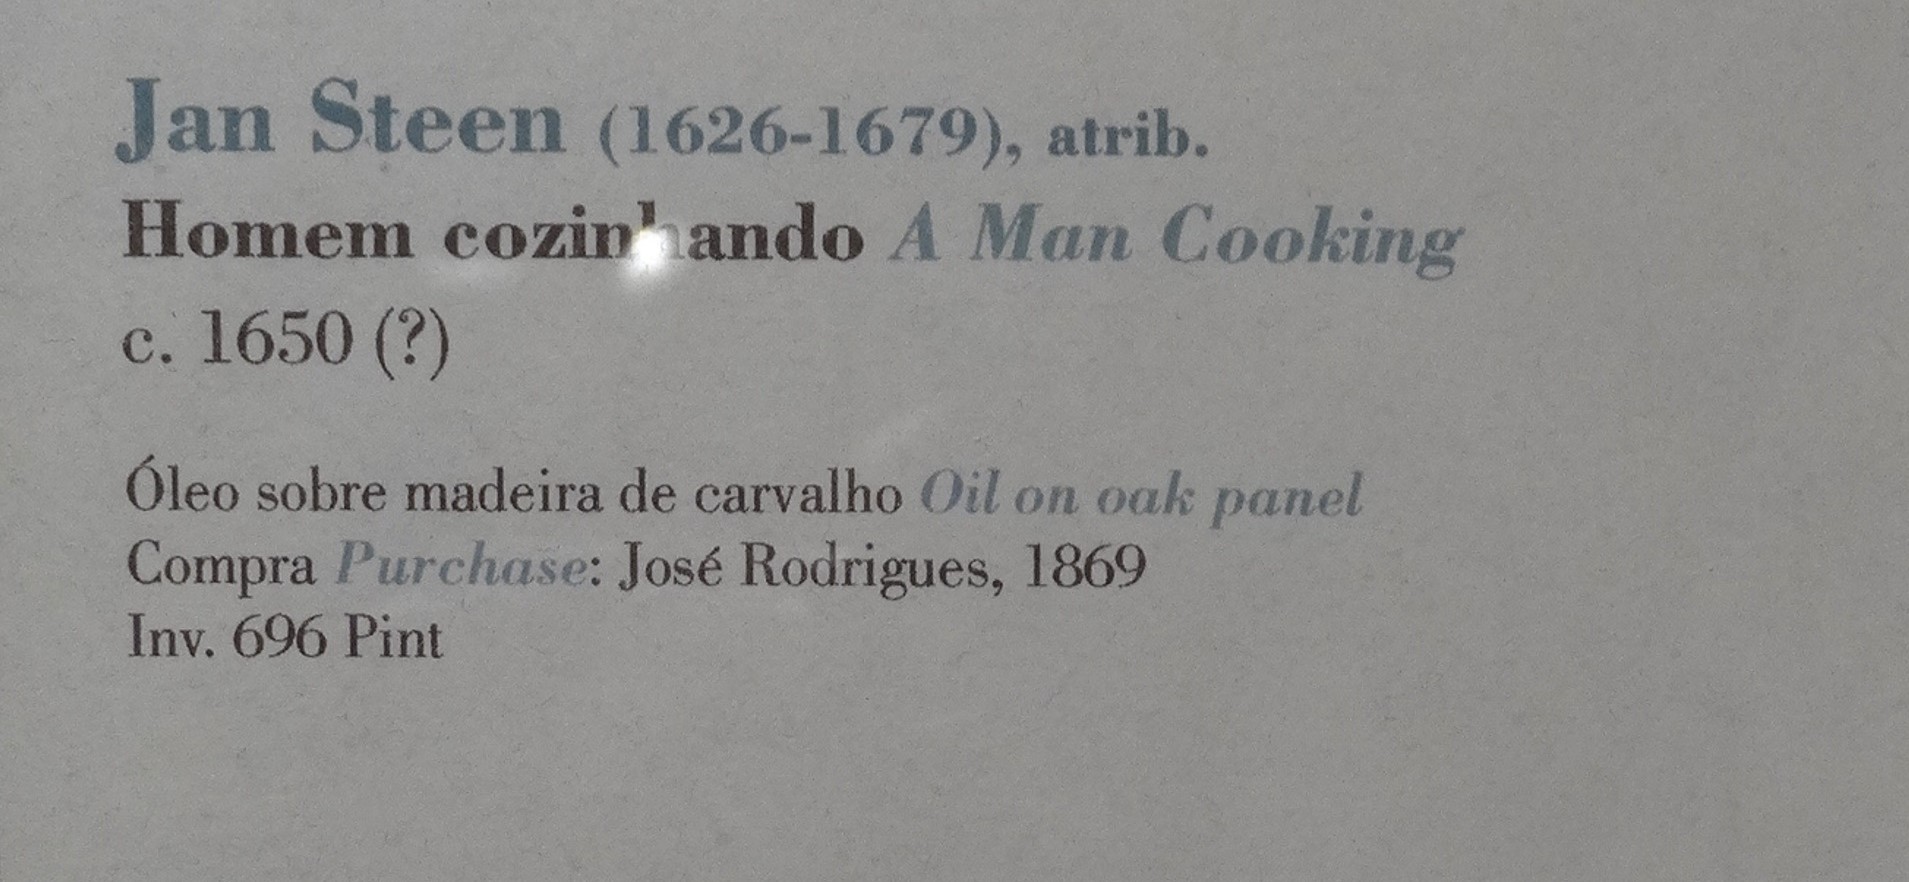 Jan Steen (1626-1679), atrib.
Homem cozinhando A Man Cooking
c. 1650 (?)
Óleo sobre madeira de carvalho Oil on oak panel
Compra Purchase: José Rodrigues, 1869
Inv. 696 Pint